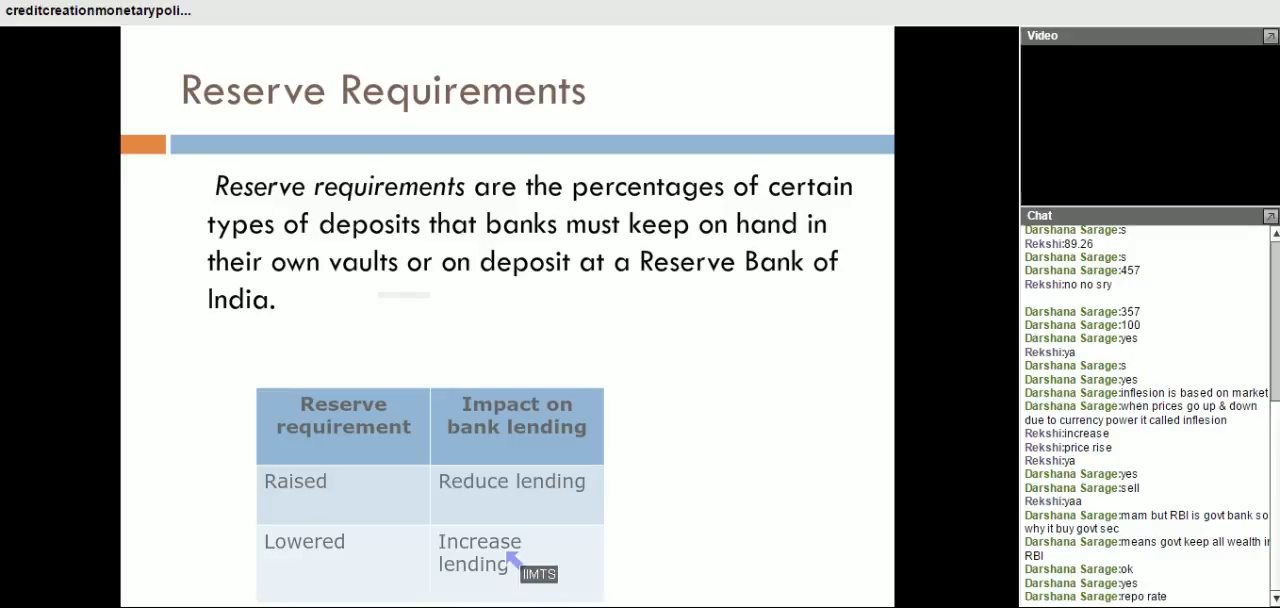 creditcreationmonetarypoli...
Reserve Requirements
Reserve requirements are the percentages of certain
types of deposits that banks must keep on hand in
their own vaults or on deposit at a Reserve Bank of
India.
Reserve
requirement
Impact on
bank lending
Raised
Reduce lending
Lowered
Increase
lending
IIMTS
Video
Chat
Darshana Sarage:s
Rekshi:89.26
Darshana Sarage:s
Darshana Sarage:457
Rekshi:no no sry
Darshana Sarage:357
Darshana Sarage:100
Darshana Sarage:yes
Rekshi:ya
Darshana Sarage:s
Darshana Sarage:yes
Darshana Sarage:inflesion is based on market
Darshana Sarage:when prices go up & down
due to currency power it called inflesion
Rekshi:increase
Rekshi:price rise
Rekshi:ya
Darshana Sarage:yes
Darshana Sarage:sell
Rekshi:yaa
Darshana Sarage:mam but RBI is govt bank so
why it buy govt sec
Darshana Sarage:means govt keep all wealth in
RBI
Darshana Sarage:ok
Darshana Sarage:yes
Darshana Sarage:repo rate